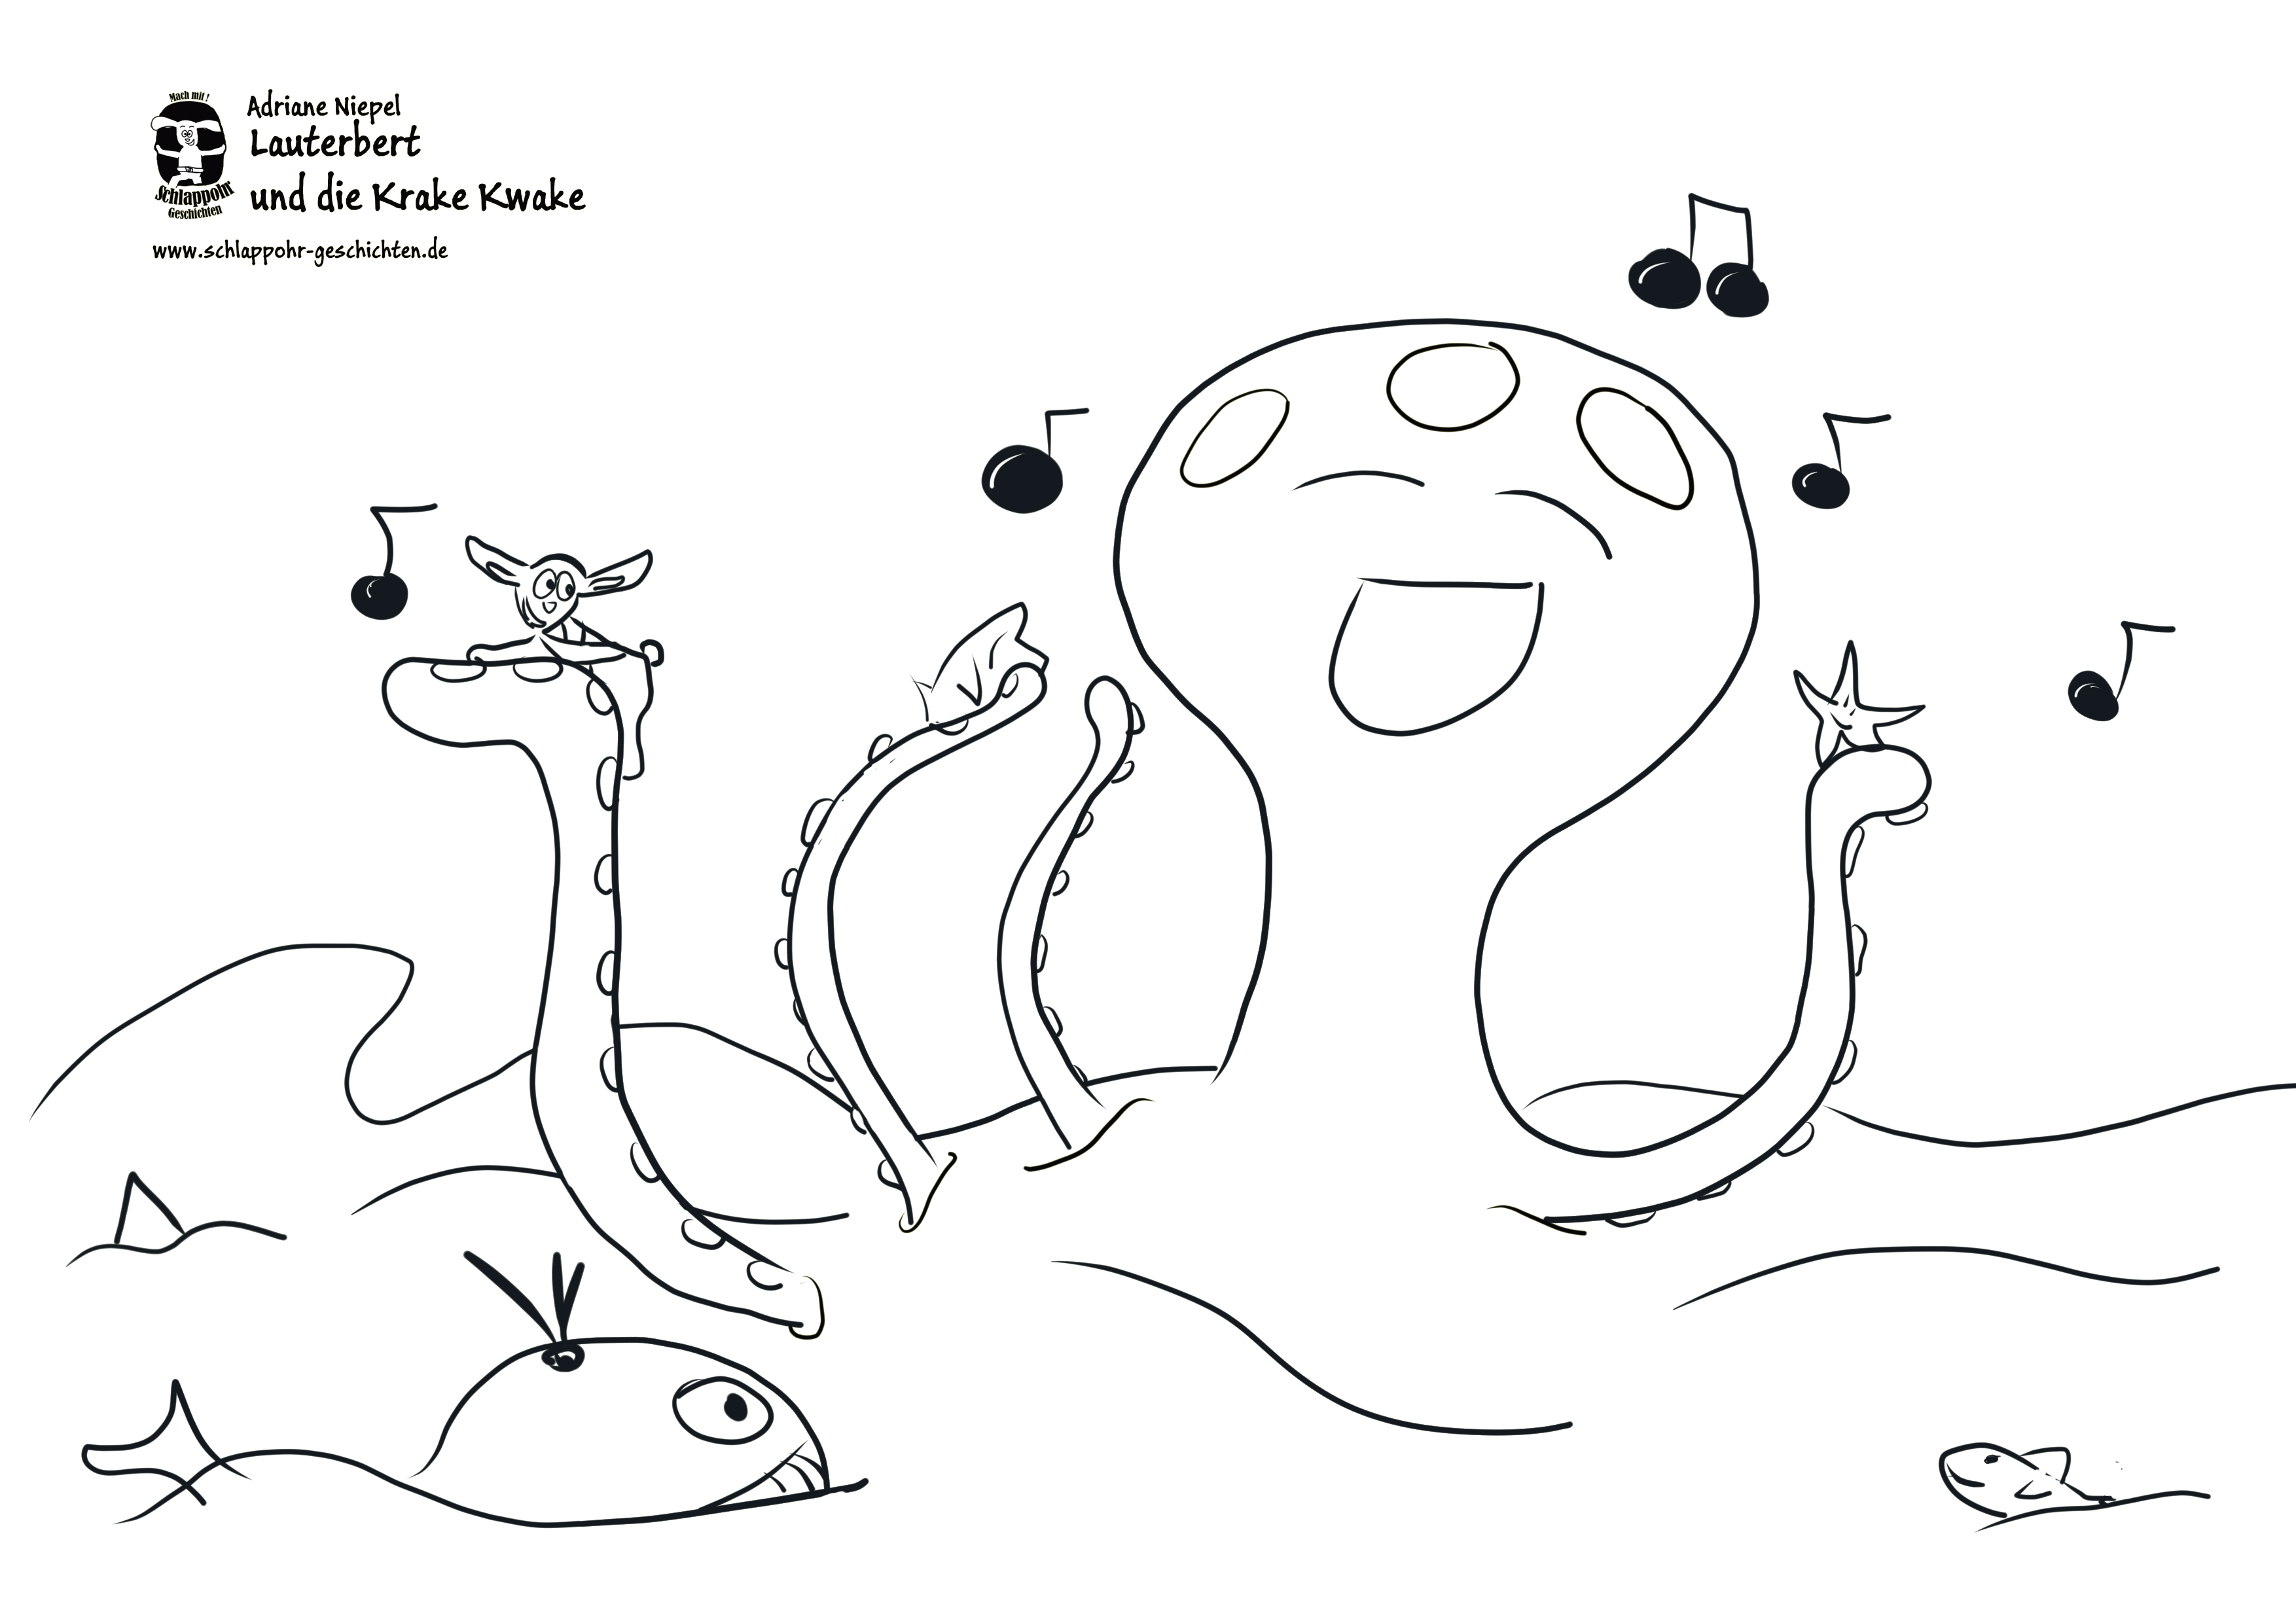 Mach mit!
Schlappohr
Geschichten
Adriane Niepel
Lauterbert
und die Krake Kwake
www.schlappohr-geschichten.de